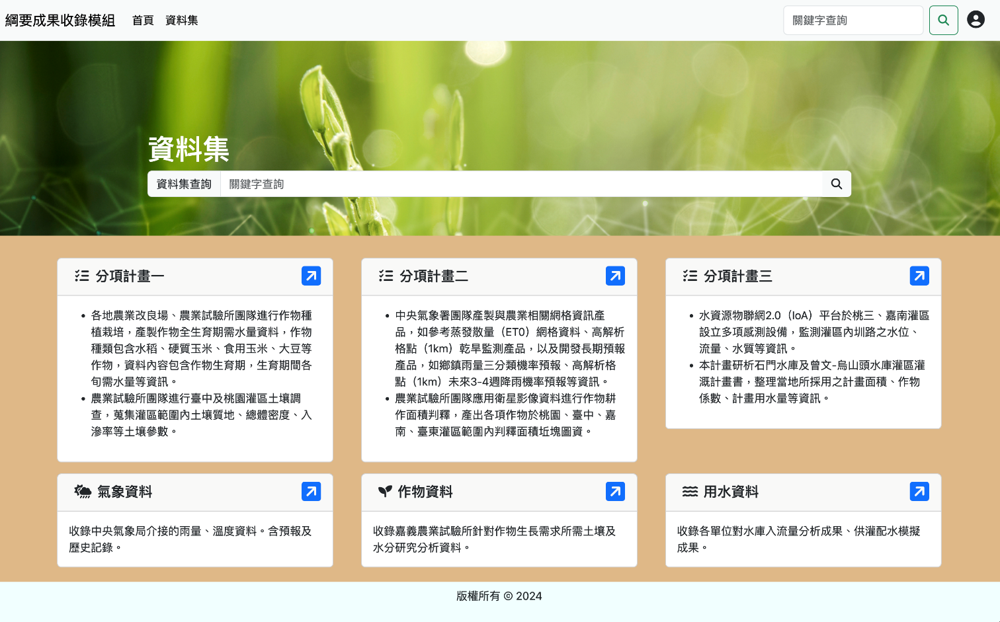 綱要成果收錄模組 首頁 資料集 關鍵字查詢
資料集
資料集查詢 關鍵字查詢
分項計畫一
• 各地農業改良場、農業試驗所團隊進行作物種
植栽培，產製作物全生育期需水量資料，作物
種類包含水稻、硬質玉米、食用玉米、大豆等
作物，資料內容包含作物生育期，生育期間各
旬需水量等資訊。
• 農業試驗所團隊進行臺中及桃園灌區土壤調
查，蒐集灌區範圍內土壤質地、總體密度、入
滲率等土壤參數。
分項計畫二
• 中央氣象署團隊產製與農業相關網格資訊產
品，如參考蒸發散量（ET0）網格資料、高解析
格點（1km）乾旱監測產品，以及開發長期預報
產品，如鄉鎮雨量三分類機率預報、高解析格
點（1km）未來3-4週降雨機率預報等資訊。
• 農業試驗所團隊應用衛星影像資料進行作物耕
作面積判釋，產出各項作物於桃園、臺中、嘉
南、臺東灌區範圍內判釋面積坵塊圖資。
分項計畫三
• 水資源物聯網2.0（IoA）平台於桃三、嘉南灌區
設立多項感測設備，監測灌區內圳路之水位、
流量、水質等資訊。
• 本計畫研析石門水庫及曾文-烏山頭水庫灌區灌
溉計畫書，整理當地所採用之計畫面積、作物
係數、計畫用水量等資訊。
氣象資料
收錄中央氣象局介接的雨量、溫度資料。含預報及
歷史記錄。
作物資料
收錄嘉義農業試驗所針對作物生長需求所需土壤及
水分研究分析資料。
用水資料
收錄各單位對水庫入流量分析成果、供灌配水模擬
成果。
版權所有 © 2024